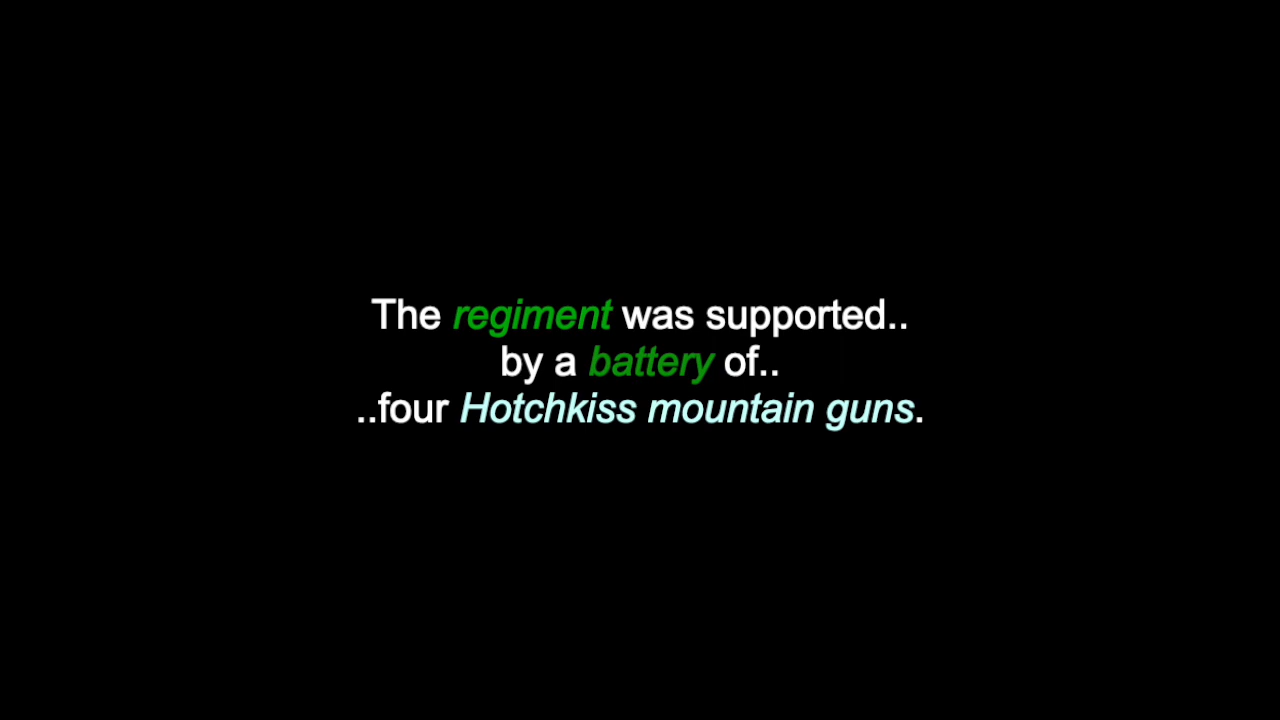 The regiment was supported..
by a battery of..
..four Hotchkiss mountain guns.